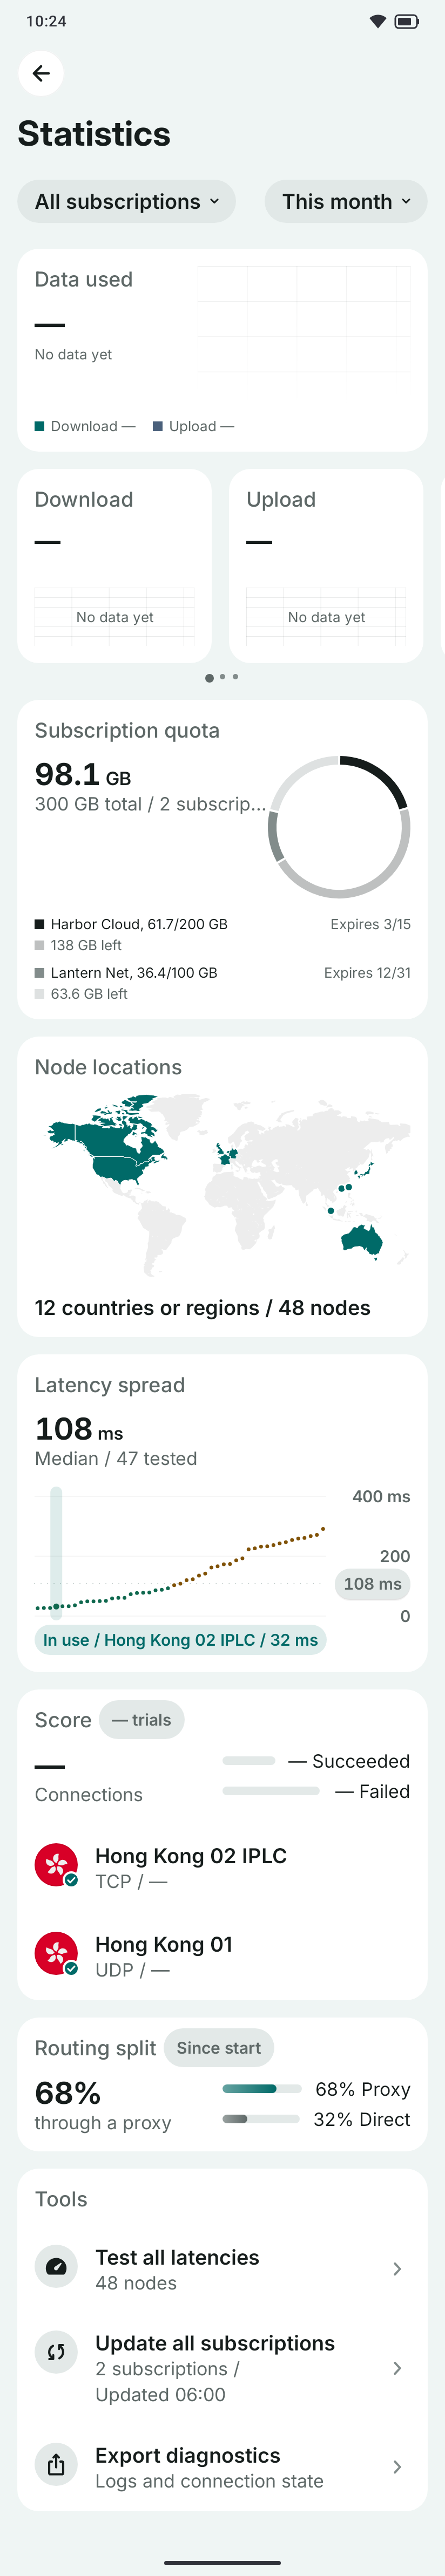 10:24
Statistics
All subscriptions
This month
Data used
—
No data yet
Download —
Upload —
Download
—
No data yet
Upload
—
No data yet
Subscription quota
98.1 GB
300 GB total / 2 subscrip...
Harbor Cloud, 61.7/200 GB
Expires 3/15
138 GB left
Lantern Net, 36.4/100 GB
Expires 12/31
63.6 GB left
Node locations
12 countries or regions / 48 nodes
Latency spread
108 ms
Median / 47 tested
400 ms
200
108 ms
0
In use / Hong Kong 02 IPLC / 32 ms
Score
— trials
—
Connections
— Succeeded
— Failed
Hong Kong 02 IPLC
TCP / —
Hong Kong 01
UDP / —
Routing split
Since start
68%
through a proxy
68% Proxy
32% Direct
Tools
Test all latencies
48 nodes
Update all subscriptions
2 subscriptions /
Updated 06:00
Export diagnostics
Logs and connection state